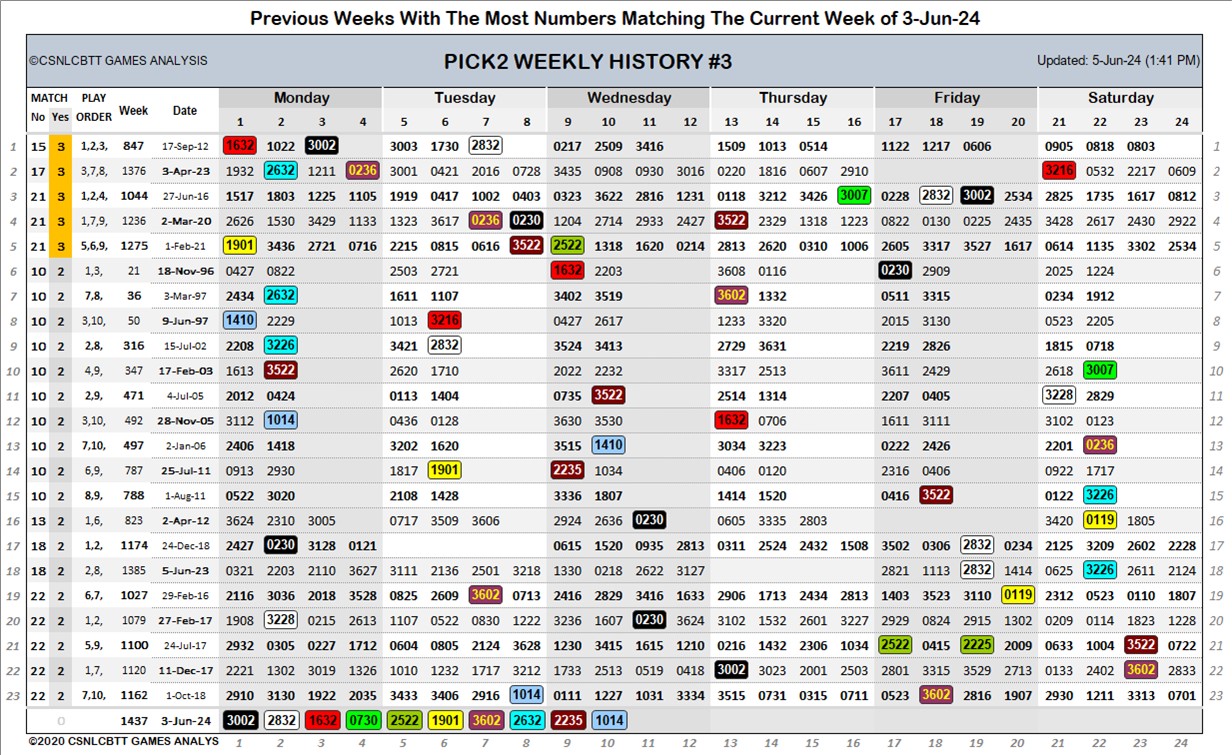 Previous Weeks With The Most Numbers Matching The Current Week of 3-Jun-24
©CSNLCBTT GAMES ANALYSIS PICK2 WEEKLY HISTORY #3 Updated: 5-Jun-24 (1:41 PM)
MATCH PLAY Week Date Monday Tuesday Wednesday Thursday Friday Saturday
No Yes ORDER 1 2 3 4 5 6 7 8 9 10 11 12 13 14 15 16 17 18 19 20 21 22 23 24
1 15 3 1,2,3, 847 17-Sep-12 1632 1022 3002 3003 1730 2832 0217 2509 3416 1509 1013 0514 1122 1217 0606 0905 0818 0803 1
2 17 3 3,7,8, 1376 3-Apr-23 1932 2632 1211 0236 3001 0421 2016 0728 3435 0908 0930 3016 0220 1816 0607 2910 3216 0532 2217 0609 2
3 21 3 1,2,4, 1044 27-Jun-16 1517 1803 1225 1105 1919 0417 1002 0403 0323 3622 2816 1231 0118 3212 3426 3007 0228 2832 3002 2534 2825 1735 1617 0812 3
4 21 3 1,7,9, 1236 2-Mar-20 2626 1530 3429 1133 1323 3617 0236 0230 1204 2714 2933 2427 3522 2329 1318 1223 0822 0130 0225 2435 3428 2617 2430 2922 4
5 21 3 5,6,9, 1275 1-Feb-21 1901 3436 2721 0716 2215 0815 0616 3522 2522 1318 1620 0214 2813 2620 0310 1006 2605 3317 3527 1617 0614 1135 3302 2534 5
6 10 2 1,3, 21 18-Nov-96 0427 0822 2503 2721 1632 2203 3608 0116 0230 2909 2025 1224 6
7 10 2 7,8, 36 3-Mar-97 2434 2632 1611 1107 3402 3519 3602 1332 0511 3315 0234 1912 7
8 10 2 3,10, 50 9-Jun-97 1410 2229 1013 3216 0427 2617 1233 3320 2015 3130 0523 2205 8
9 10 2 2,8, 316 15-Jul-02 2208 3226 3421 2832 3524 3413 2729 3631 2219 2826 1815 0718 9
10 10 2 4,9, 347 17-Feb-03 1613 3522 2620 1710 2022 2232 3317 2513 3611 2429 2618 3007 10
11 10 2 2,9, 471 4-Jul-05 2012 0424 0113 1404 0735 3522 2514 1314 2207 0405 3228 2829 11
12 10 2 3,10, 492 28-Nov-05 3112 1014 0436 0128 3630 3530 1632 0706 1611 3111 3102 0123 12
13 10 2 7,10, 497 2-Jan-06 2406 1418 3202 1620 3515 1410 3034 3223 0222 2426 2201 0236 13
14 10 2 6,9, 787 25-Jul-11 0913 2930 1817 1901 2235 1034 0406 0120 2316 0406 0922 1717 14
15 10 2 8,9, 788 1-Aug-11 0522 3020 2108 1428 3336 1807 1414 1520 0416 3522 0122 3226 15
16 13 2 1,6, 823 2-Apr-12 3624 2310 3005 0717 3509 3606 2924 2636 0230 0605 3335 2803 3420 0119 1805 16
17 18 2 1,2, 1174 24-Dec-18 2427 0230 3128 0121 0615 1520 0935 2813 0311 2524 2432 1508 3502 0306 2832 0234 2125 3209 2602 2228 17
18 18 2 2,8, 1385 5-Jun-23 0321 2203 2110 3627 3111 2136 2501 3218 1330 0218 2622 3127 2821 1113 2832 1414 0625 3226 2611 2124 18
19 22 2 6,7, 1027 29-Feb-16 2116 3036 2018 3528 0825 2609 3602 0713 2416 2829 3416 1633 2906 1713 2434 2813 1403 3523 3110 0119 2312 0523 0110 1807 19
20 22 2 1,2, 1079 27-Feb-17 1908 3228 0215 2613 1107 0522 0830 1222 3236 1607 0230 3624 3102 1532 2601 3227 2929 0824 2915 1302 0209 0114 1823 1228 20
21 22 2 5,9, 1100 24-Jul-17 2932 0305 0227 1712 0604 0805 2124 3628 1230 3413 1615 1210 0216 1432 2306 1034 2522 0415 2225 2009 0633 1004 3522 0722 21
22 22 2 1,7, 1120 11-Dec-17 2221 1306 3019 1326 1010 0731 1717 3212 1733 2513 0519 0418 3002 3023 2001 2503 2801 3315 3529 2713 0133 2402 3602 2833 22
23 22 2 7,10, 1162 1-Oct-18 2910 3130 1922 2035 3433 3406 2916 1014 0111 1227 1031 3334 3515 0731 0315 0711 0523 3602 2816 1907 2930 1211 3313 0701 23
0 1437 3-Jun-24 3002 2832 1632 0730 2522 1901 3602 2632 2235 1014
©2020 CSNLCBTT GAMES ANALYS 1 2 3 4 5 6 7 8 9 10 11 12 13 14 15 16 17 18 19 20 21 22 23 24